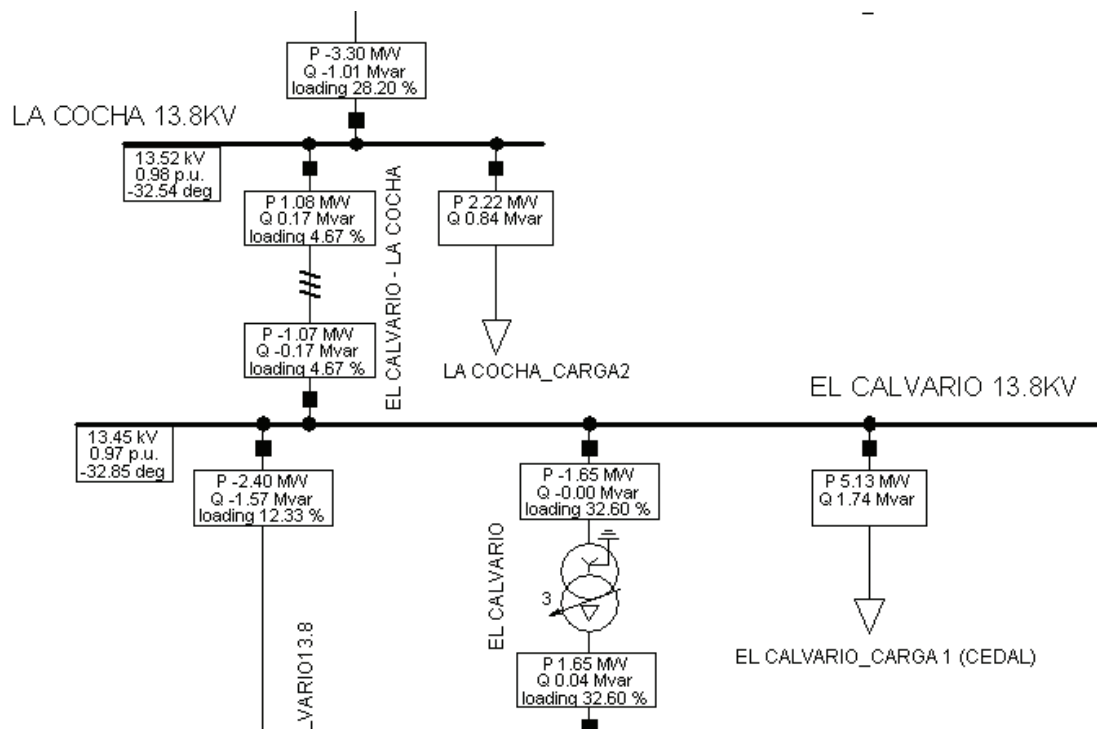 P -3.30 MW
Q -1.01 Mvar
loading 28.20 %
LA COCHA 13.8KV
13.52 kV
0.98 p.u.
-32.54 deg
P 1.08 MW
Q 0.17 Mvar
loading 4.67 %
P 2.22 MW
Q 0.84 Mvar
EL CALVARIO - LA COCHA
P -1.07 MW
Q -0.17 Mvar
loading 4.67 %
LA COCHA_CARGA2
EL CALVARIO 13.8KV
13.45 kV
0.97 p.u.
-32.85 deg
P -2.40 MW
Q -1.57 Mvar
loading 12.33 %
P -1.65 MW
Q -0.00 Mvar
loading 32.60 %
P 5.13 MW
Q 1.74 Mvar
EL CALVARIO
3
EL CALVARIO_CARGA 1 (CEDAL)
_VARIO13.8
P 1.65 MW
Q 0.04 Mvar
loading 32.60 %